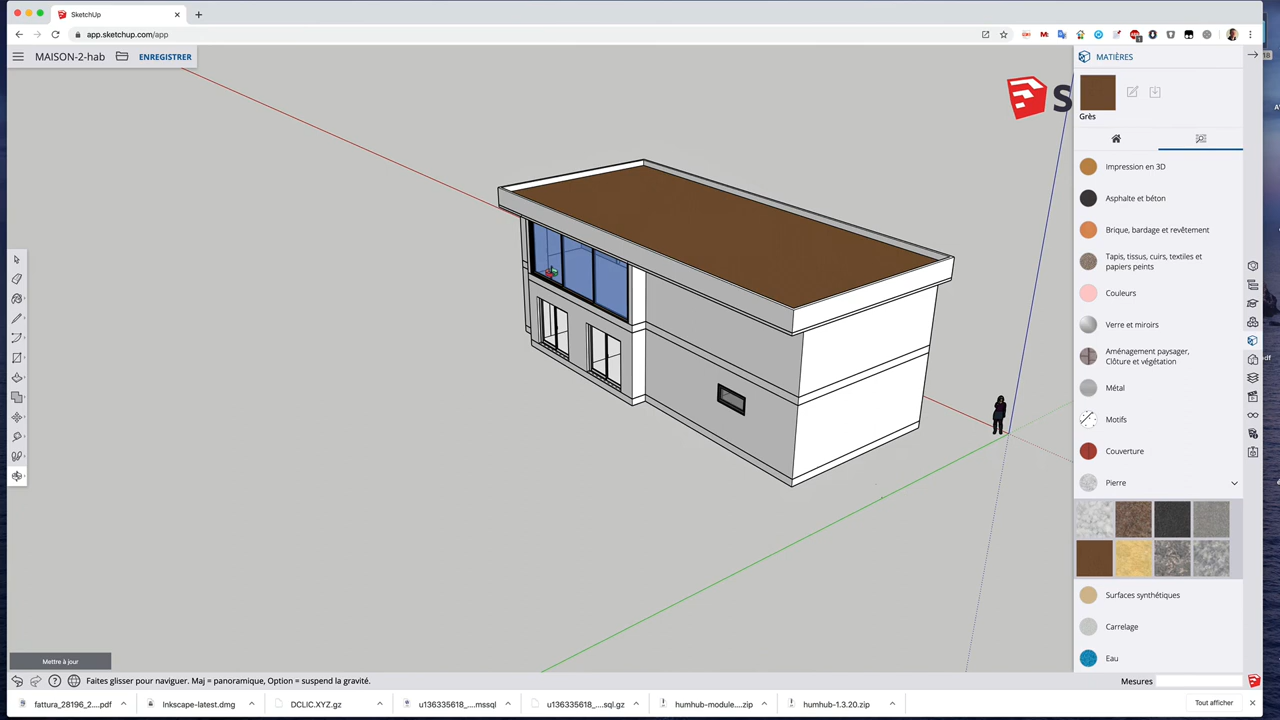 SketchUp
app.sketchup.com/app
MAISON-2-hab
ENREGISTRER
MATIÈRES
S
18
Grès
Impression en 3D
Asphalte et béton
Brique, bardage et revêtement
Tapis, tissus, cuirs, textiles et
papiers peints
Couleurs
Verre et miroirs
Aménagement paysager,
Clôture et végétation
Métal
Motifs
Couverture
Pierre
Surfaces synthétiques
Carrelage
Eau
Mettre à jour
Faites glisser pour naviguer. Maj = panoramique, Option = suspend la gravité.
Mesures
fattura_28196_2....pdf
Inkscape-latest.dmg
DCLIC.XYZ.gz
u136335618_....mssql
u136335618_....sql.gz
humhub-module....zip
humhub-1.3.20.zip
Tout afficher